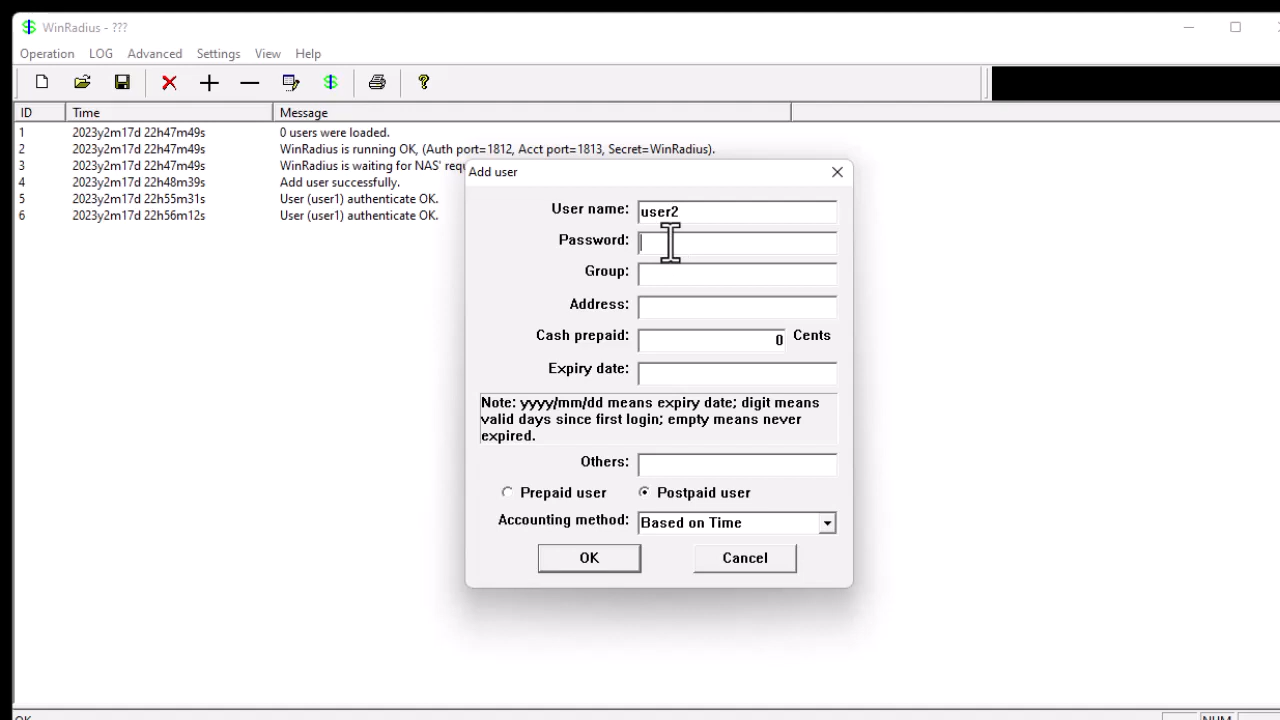 WinRadius - ???
Operation LOG Advanced Settings View Help
ID Time Message
1 2023y2m17d 22h47m49s 0 users were loaded.
2 2023y2m17d 22h47m49s WinRadius is running OK, (Auth port=1812, Acct port=1813, Secret=WinRadius).
3 2023y2m17d 22h47m49s WinRadius is waiting for NAS'
4 2023y2m17d 22h48m39s Add user successfully.
5 2023y2m17d 22h55m31s User (user1) authenticate OK.
6 2023y2m17d 22h56m12s User (user1) authenticate OK.
Add user
User name: user2
Password:
Group:
Address:
Cash prepaid: 0 Cents
Expiry date:
Note: yyyy/mm/dd means expiry date; digit means
valid days since first login; empty means never
expired.
Others:
Prepaid user Postpaid user
Accounting method: Based on Time
OK Cancel
OK NUM